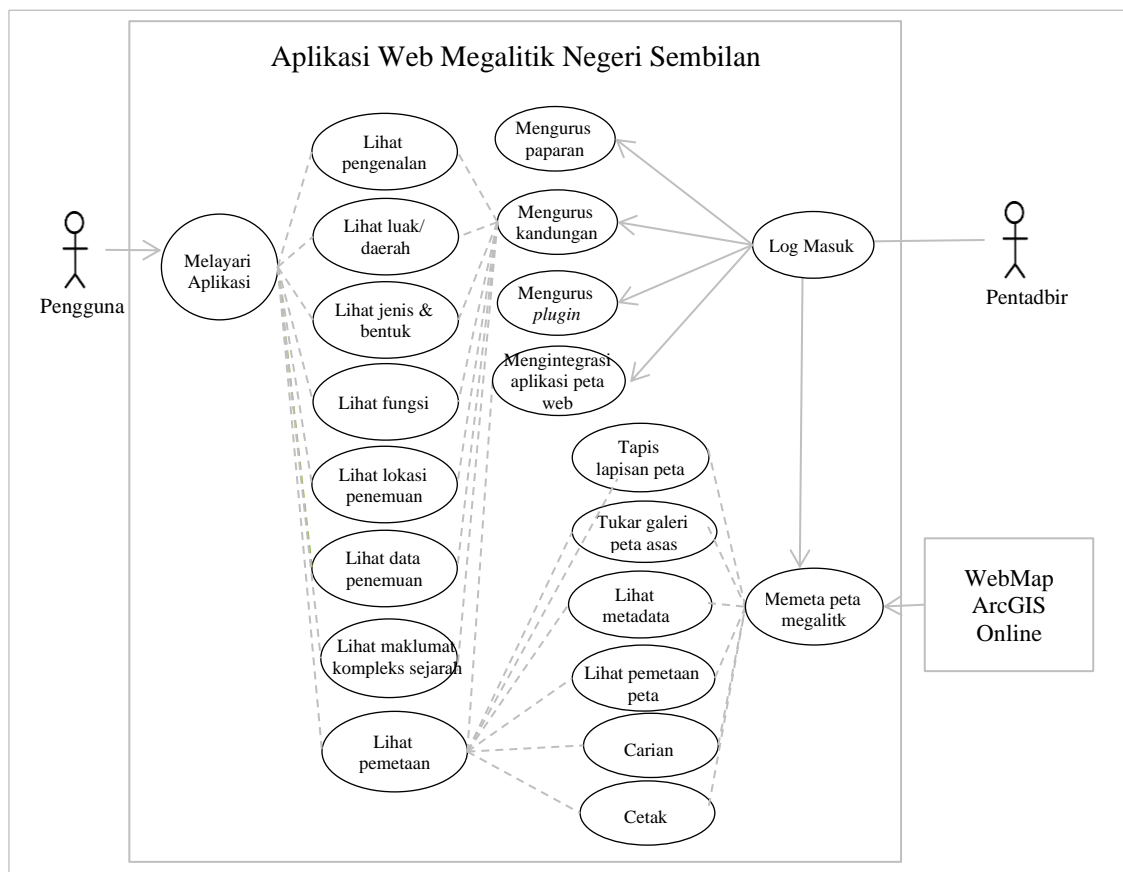 Aplikasi Web Megalitik Negeri Sembilan
Pengguna
Melayari
Aplikasi
Lihat
pengenalan
Lihat luak/
daerah
Lihat jenis &
bentuk
Lihat fungsi
Lihat lokasi
penemuan
Lihat data
penemuan
Lihat maklumat
kompleks sejarah
Lihat
pemetaan
Mengurus
paparan
Mengurus
kandungan
Mengurus
plugin
Mengintegrasi
aplikasi peta
web
Tapis
lapisan peta
Tukar galeri
peta asas
Lihat
metadata
Lihat pemetaan
peta
Carian
Cetak
Log Masuk
Memeta peta
megalitk
Pentadbir
WebMap
ArcGIS
Online